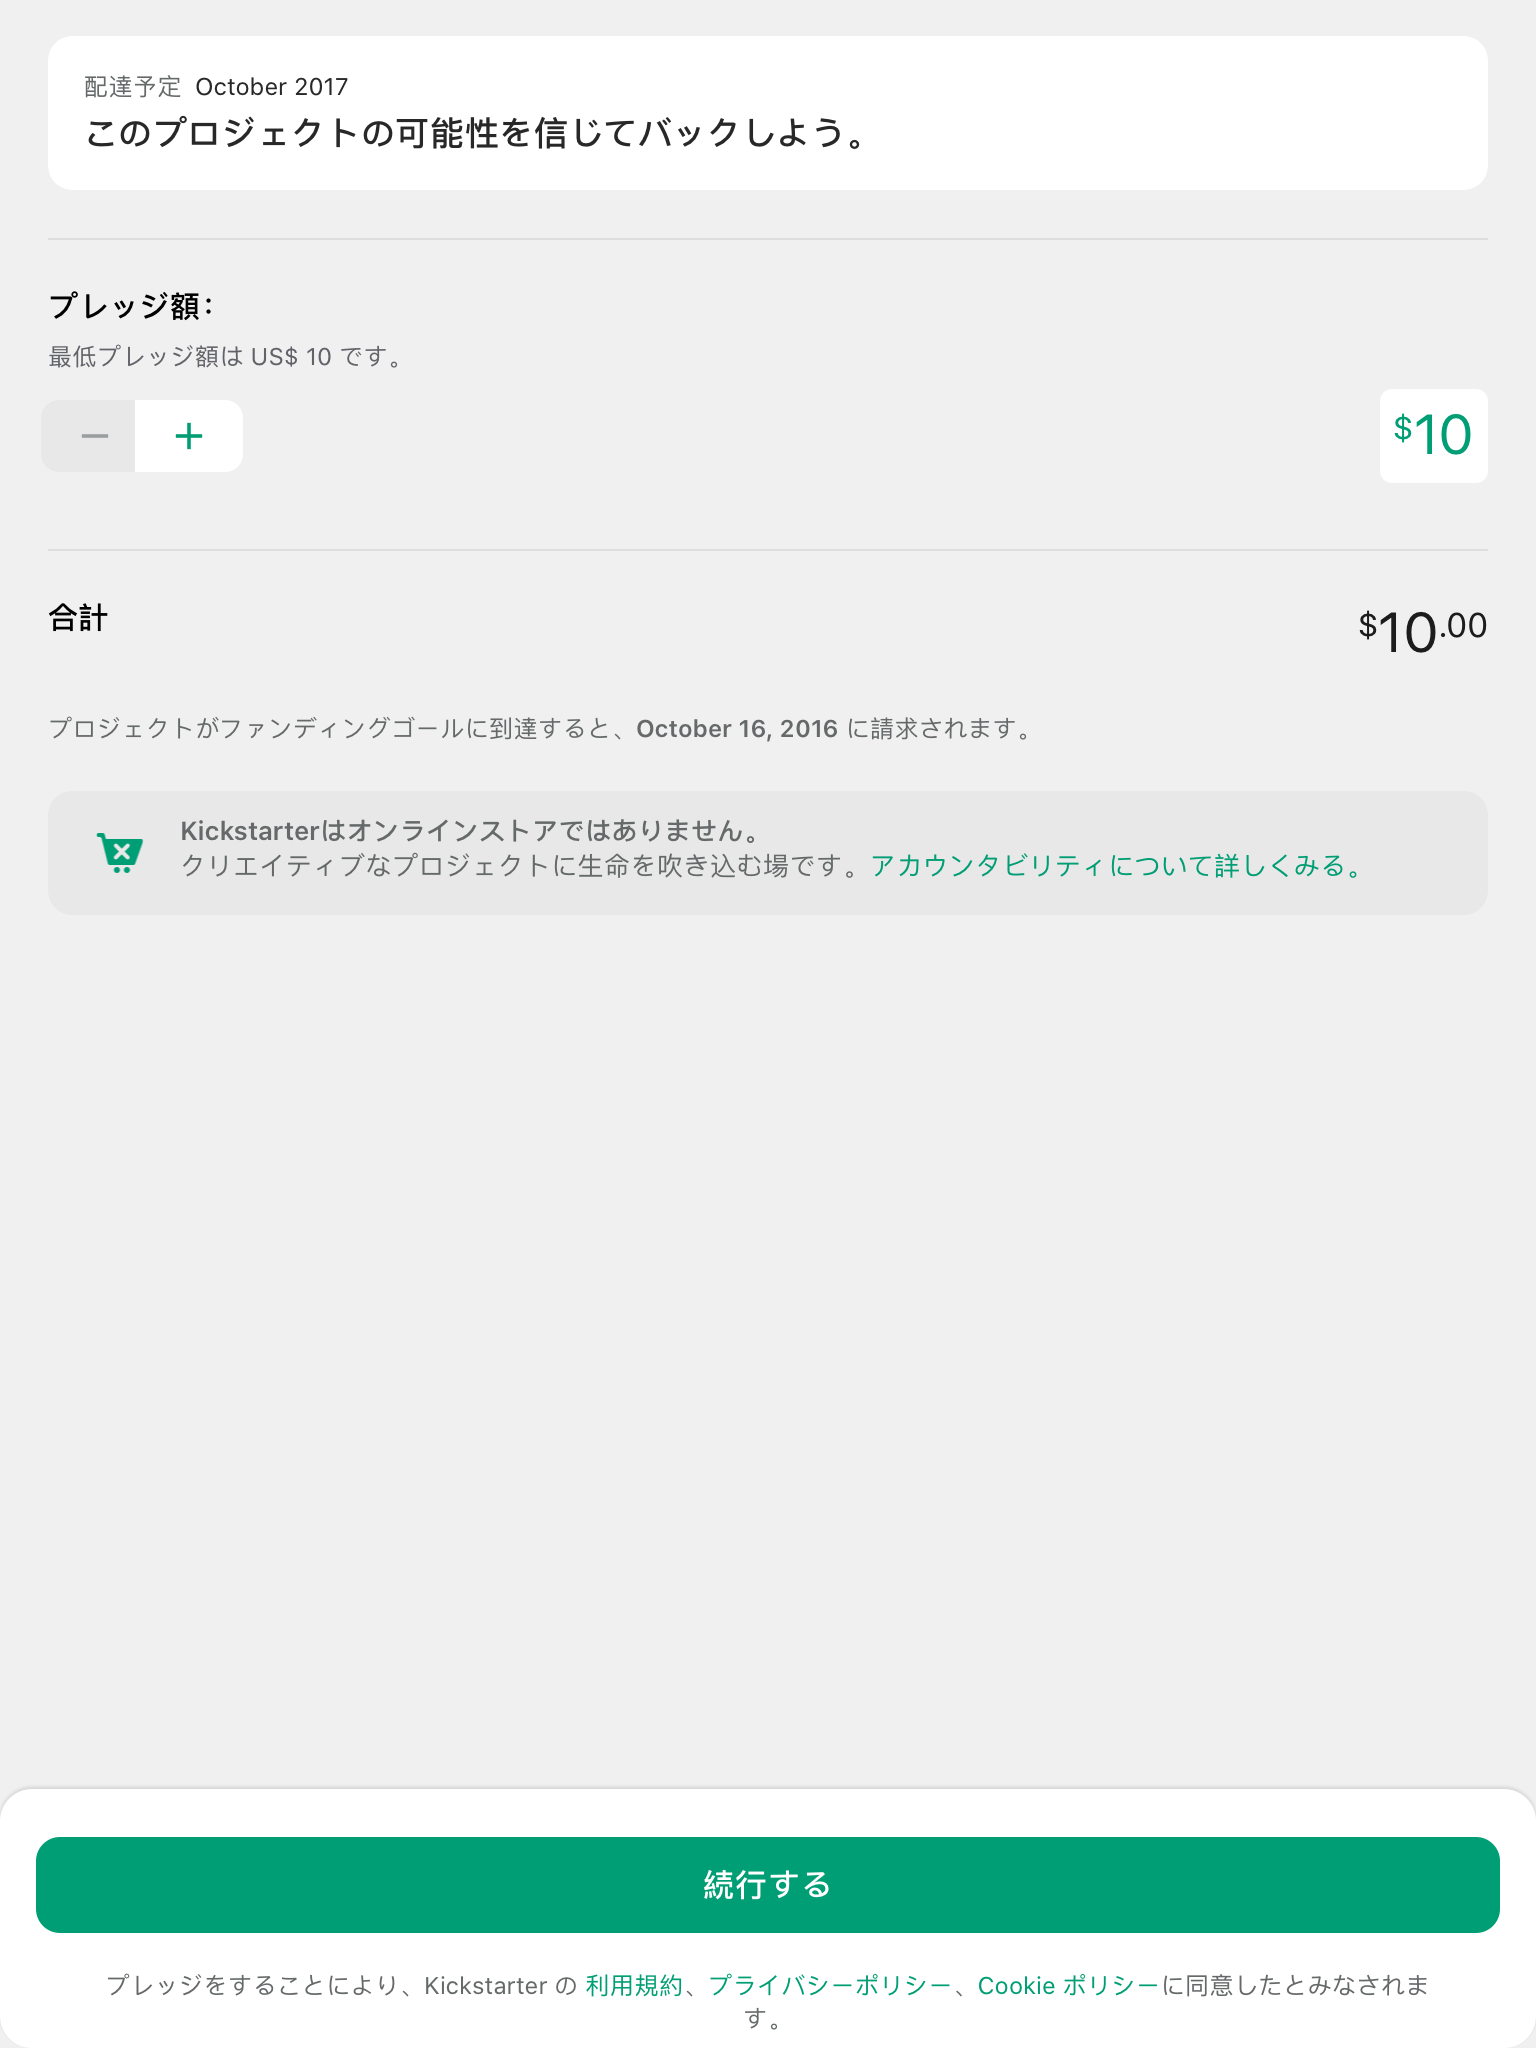 配達予定 October 2017
このプロジェクトの可能性を信じてバックしよう。
プレッジ額：
最低プレッジ額は US$ 10 です。
− +
$10
合計
$10.00
プロジェクトがファンディングゴールに到達すると、October 16, 2016 に請求されます。
Kickstarterはオンラインストアではありません。
クリエイティブなプロジェクトに生命を吹き込む場です。アカウンタビリティについて詳しくみる。
続行する
プレッジをすることにより、Kickstarter の 利用規約、プライバシーポリシー、Cookie ポリシーに同意したとみなされま
す。